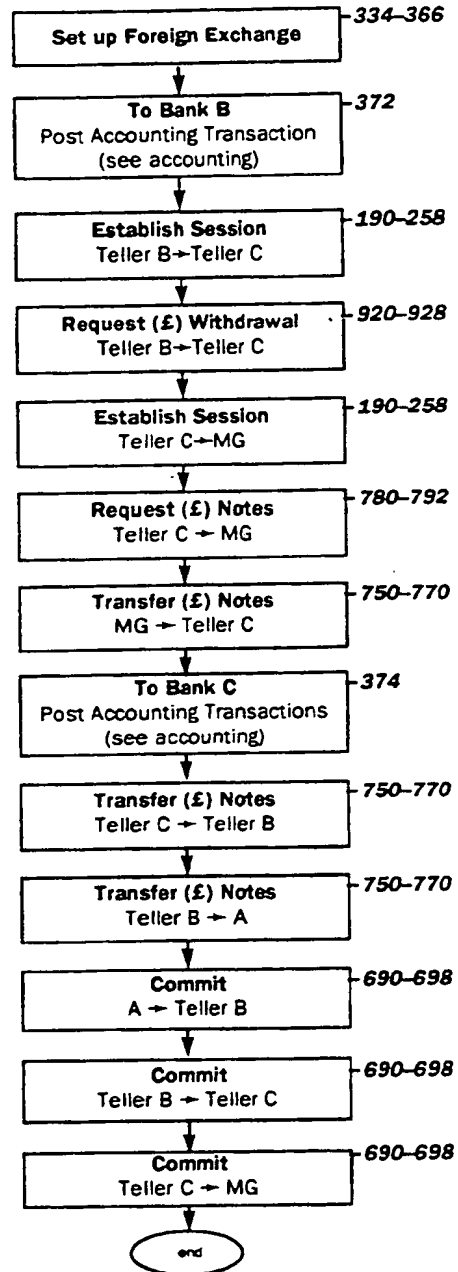 Set up Foreign Exchange
334–366
To Bank B
372
Post Accounting Transaction
(see accounting)
Establish Session
190–258
Teller B→Teller C
Request (£) Withdrawal
920–928
Teller B→Teller C
Establish Session
190–258
Teller C→MG
Request (£) Notes
780–792
Teller C → MG
Transfer (£) Notes
750–770
MG → Teller C
To Bank C
374
Post Accounting Transactions
(see accounting)
Transfer (£) Notes
750–770
Teller C → Teller B
Transfer (£) Notes
750–770
Teller B → A
Commit
690–698
A → Teller B
Commit
690–698
Teller B → Teller C
Commit
690–698
Teller C → MG
end